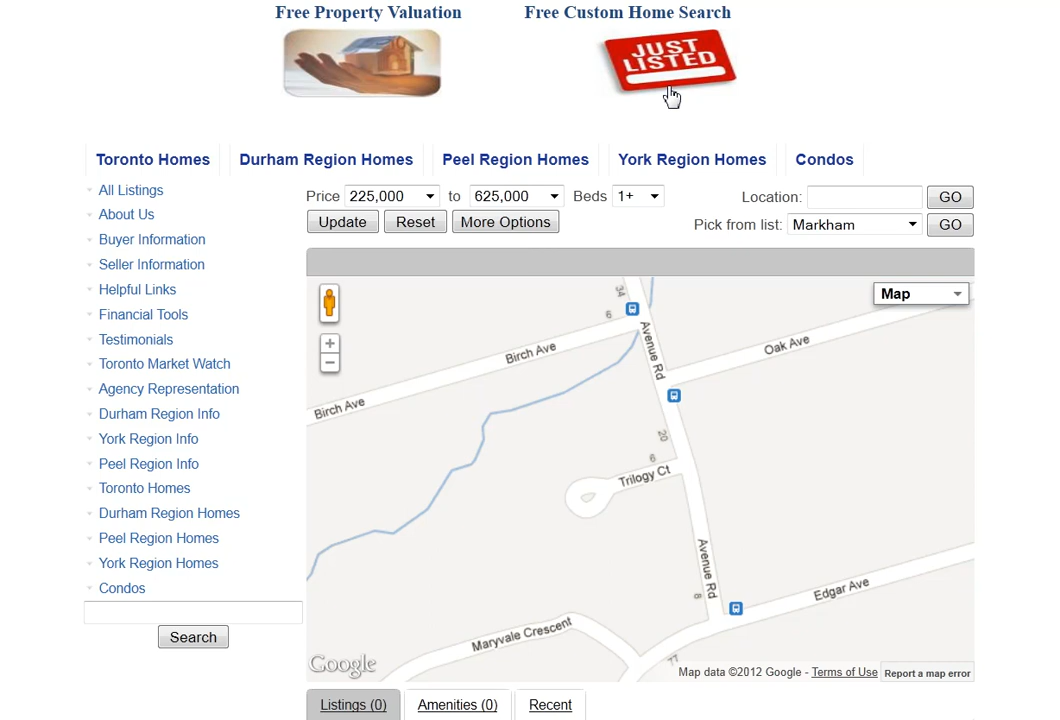 Free Property Valuation
Free Custom Home Search
JUST
LISTED
Toronto Homes
Durham Region Homes
Peel Region Homes
York Region Homes
Condos
All Listings
About Us
Buyer Information
Seller Information
Helpful Links
Financial Tools
Testimonials
Toronto Market Watch
Agency Representation
Durham Region Info
York Region Info
Peel Region Info
Toronto Homes
Durham Region Homes
Peel Region Homes
York Region Homes
Condos
Search
Price 225,000 to 625,000 Beds 1+
Location: GO
Update Reset More Options
Pick from list: Markham GO
Map
+
−
34
6
Birch Ave
Avenue Rd
Oak Ave
Birch Ave
20
6
Trilogy Ct
Avenue Rd
8
Edgar Ave
Maryvale Crescent
77
Google
Map data ©2012 Google - Terms of Use Report a map error
Listings (0) Amenities (0) Recent